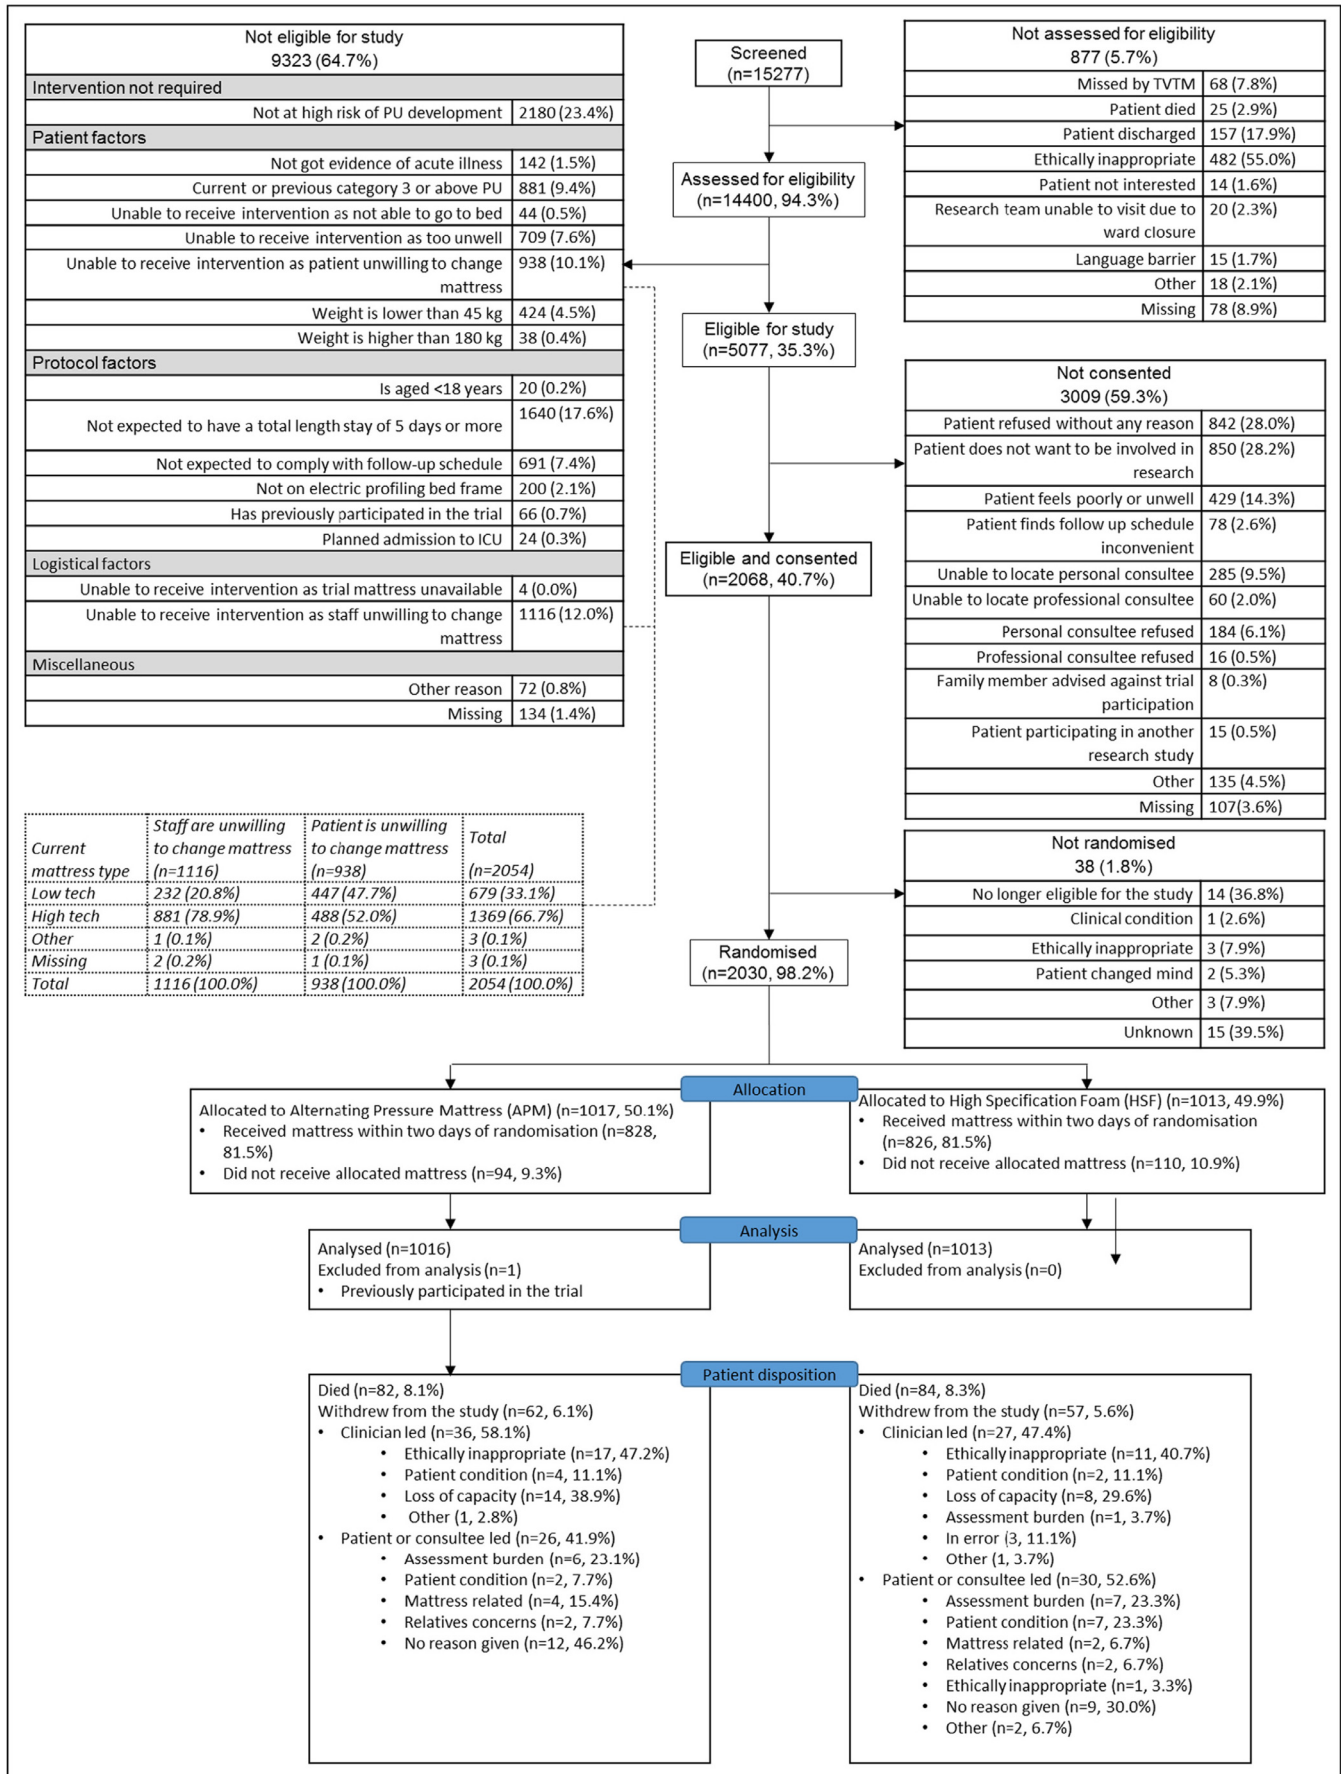 Not eligible for study
9323 (64.7%)
Intervention not required
Not at high risk of PU development 2180 (23.4%)
Patient factors
Not got evidence of acute illness 142 (1.5%)
Current or previous category 3 or above PU 881 (9.4%)
Unable to receive intervention as not able to go to bed 44 (0.5%)
Unable to receive intervention as too unwell 709 (7.6%)
Unable to receive intervention as patient unwilling to change 938 (10.1%)
mattress
Weight is lower than 45 kg 424 (4.5%)
Weight is higher than 180 kg 38 (0.4%)
Protocol factors
Is aged <18 years 20 (0.2%)
Not expected to have a total length stay of 5 days or more 1640 (17.6%)
Not expected to comply with follow-up schedule 691 (7.4%)
Not on electric profiling bed frame 200 (2.1%)
Has previously participated in the trial 66 (0.7%)
Planned admission to ICU 24 (0.3%)
Logistical factors
Unable to receive intervention as trial mattress unavailable 4 (0.0%)
Unable to receive intervention as staff unwilling to change 1116 (12.0%)
mattress
Miscellaneous
Other reason 72 (0.8%)
Missing 134 (1.4%)
Screened
(n=15277)
Not assessed for eligibility
877 (5.7%)
Missed by TVTM 68 (7.8%)
Patient died 25 (2.9%)
Patient discharged 157 (17.9%)
Ethically inappropriate 482 (55.0%)
Patient not interested 14 (1.6%)
Research team unable to visit due to 20 (2.3%)
ward closure
Language barrier 15 (1.7%)
Other 18 (2.1%)
Missing 78 (8.9%)
Assessed for eligibility
(n=14400, 94.3%)
Eligible for study
(n=5077, 35.3%)
Not consented
3009 (59.3%)
Patient refused without any reason 842 (28.0%)
Patient does not want to be involved in 850 (28.2%)
research
Patient feels poorly or unwell 429 (14.3%)
Patient finds follow up schedule 78 (2.6%)
inconvenient
Unable to locate personal consultee 285 (9.5%)
Unable to locate professional consultee 60 (2.0%)
Personal consultee refused 184 (6.1%)
Professional consultee refused 16 (0.5%)
Family member advised against trial 8 (0.3%)
participation
Patient participating in another 15 (0.5%)
research study
Other 135 (4.5%)
Missing 107(3.6%)
Eligible and consented
(n=2068, 40.7%)
Staff are unwilling Patient is unwilling Total
Current to change mattress to change mattress
mattress type (n=1116) (n=938) (n=2054)
Low tech 232 (20.8%) 447 (47.7%) 679 (33.1%)
High tech 881 (78.9%) 488 (52.0%) 1369 (66.7%)
Other 1 (0.1%) 2 (0.2%) 3 (0.1%)
Missing 2 (0.2%) 1 (0.1%) 3 (0.1%)
Total 1116 (100.0%) 938 (100.0%) 2054 (100.0%)
Not randomised
38 (1.8%)
No longer eligible for the study 14 (36.8%)
Clinical condition 1 (2.6%)
Ethically inappropriate 3 (7.9%)
Patient changed mind 2 (5.3%)
Other 3 (7.9%)
Unknown 15 (39.5%)
Randomised
(n=2030, 98.2%)
Allocation
Allocated to Alternating Pressure Mattress (APM) (n=1017, 50.1%)
• Received mattress within two days of randomisation (n=828,
81.5%)
• Did not receive allocated mattress (n=94, 9.3%)
Allocated to High Specification Foam (HSF) (n=1013, 49.9%)
• Received mattress within two days of randomisation
(n=826, 81.5%)
• Did not receive allocated mattress (n=110, 10.9%)
Analysis
Analysed (n=1016)
Excluded from analysis (n=1)
• Previously participated in the trial
Analysed (n=1013)
Excluded from analysis (n=0)
Patient disposition
Died (n=82, 8.1%)
Withdrew from the study (n=62, 6.1%)
• Clinician led (n=36, 58.1%)
• Ethically inappropriate (n=17, 47.2%)
• Patient condition (n=4, 11.1%)
• Loss of capacity (n=14, 38.9%)
• Other (1, 2.8%)
• Patient or consultee led (n=26, 41.9%)
• Assessment burden (n=6, 23.1%)
• Patient condition (n=2, 7.7%)
• Mattress related (n=4, 15.4%)
• Relatives concerns (n=2, 7.7%)
• No reason given (n=12, 46.2%)
Died (n=84, 8.3%)
Withdrew from the study (n=57, 5.6%)
• Clinician led (n=27, 47.4%)
• Ethically inappropriate (n=11, 40.7%)
• Patient condition (n=2, 11.1%)
• Loss of capacity (n=8, 29.6%)
• Assessment burden (n=1, 3.7%)
• In error (3, 11.1%)
• Other (1, 3.7%)
• Patient or consultee led (n=30, 52.6%)
• Assessment burden (n=7, 23.3%)
• Patient condition (n=7, 23.3%)
• Mattress related (n=2, 6.7%)
• Relatives concerns (n=2, 6.7%)
• Ethically inappropriate (n=1, 3.3%)
• No reason given (n=9, 30.0%)
• Other (n=2, 6.7%)